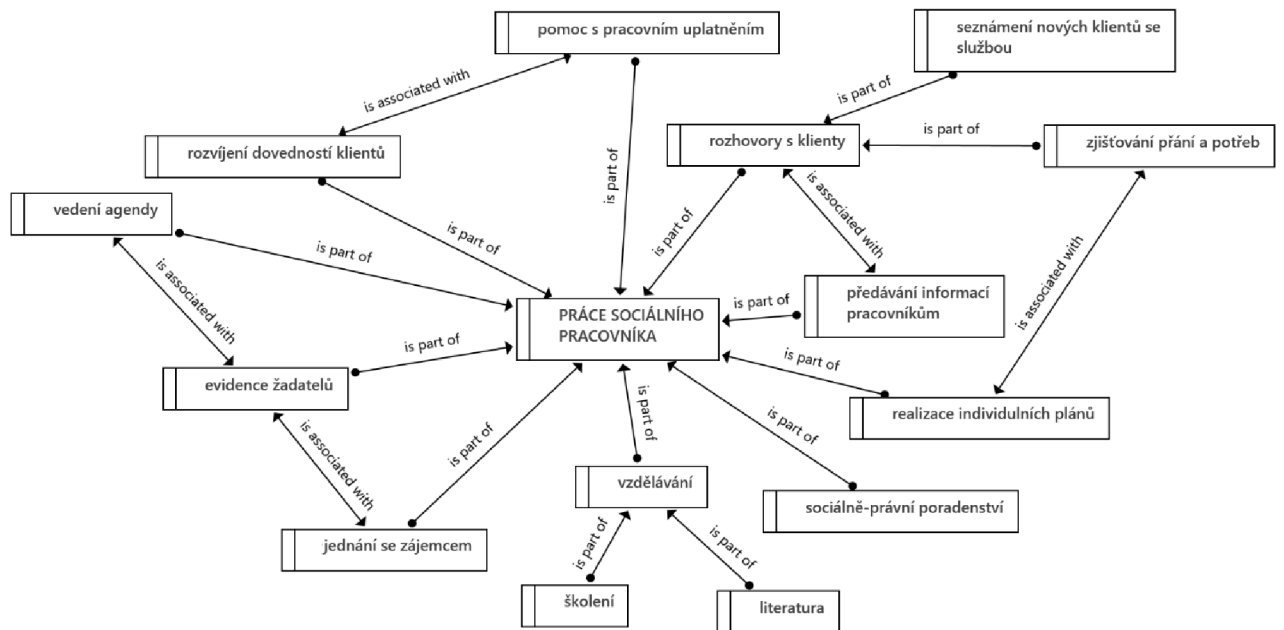 pomoc s pracovním uplatněním
seznámení nových klientů se
službou
is associated with
is part of
rozvíjení dovedností klientů
rozhovory s klienty
is part of
zjišťování přání a potřeb
is part of
vedení agendy
is part of
is part of
is part of
is associated with
is associated with
is associated with
předávání informací
pracovníkům
is part of
PRÁCE SOCIÁLNÍHO
PRACOVNÍKA
is part of
is part of
evidence žadatelů
realizace individulních plánů
is associated with
is part of
is part of
is part of
vzdělávání
sociálně-právní poradenství
jednání se zájemcem
is part of
is part of
školení
literatura